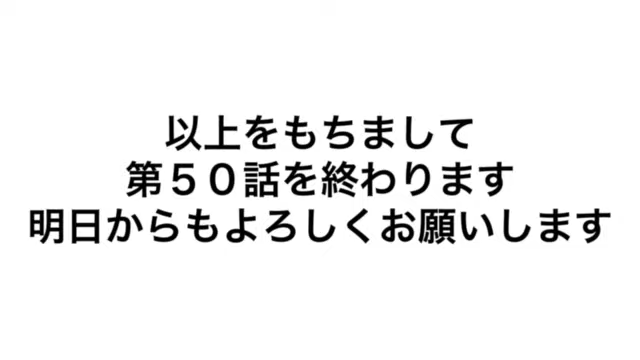 以上をもちまして
第５０話を終わります
明日からもよろしくお願いします